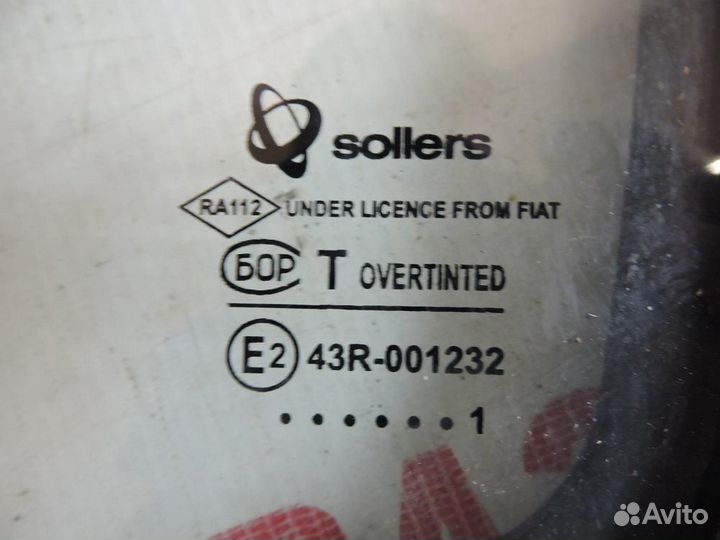 sollers
RA112 UNDER LICENCE FROM FIAT
БОР T OVERTINTED
E2 43R-001232
. . . . . . 1
Avito